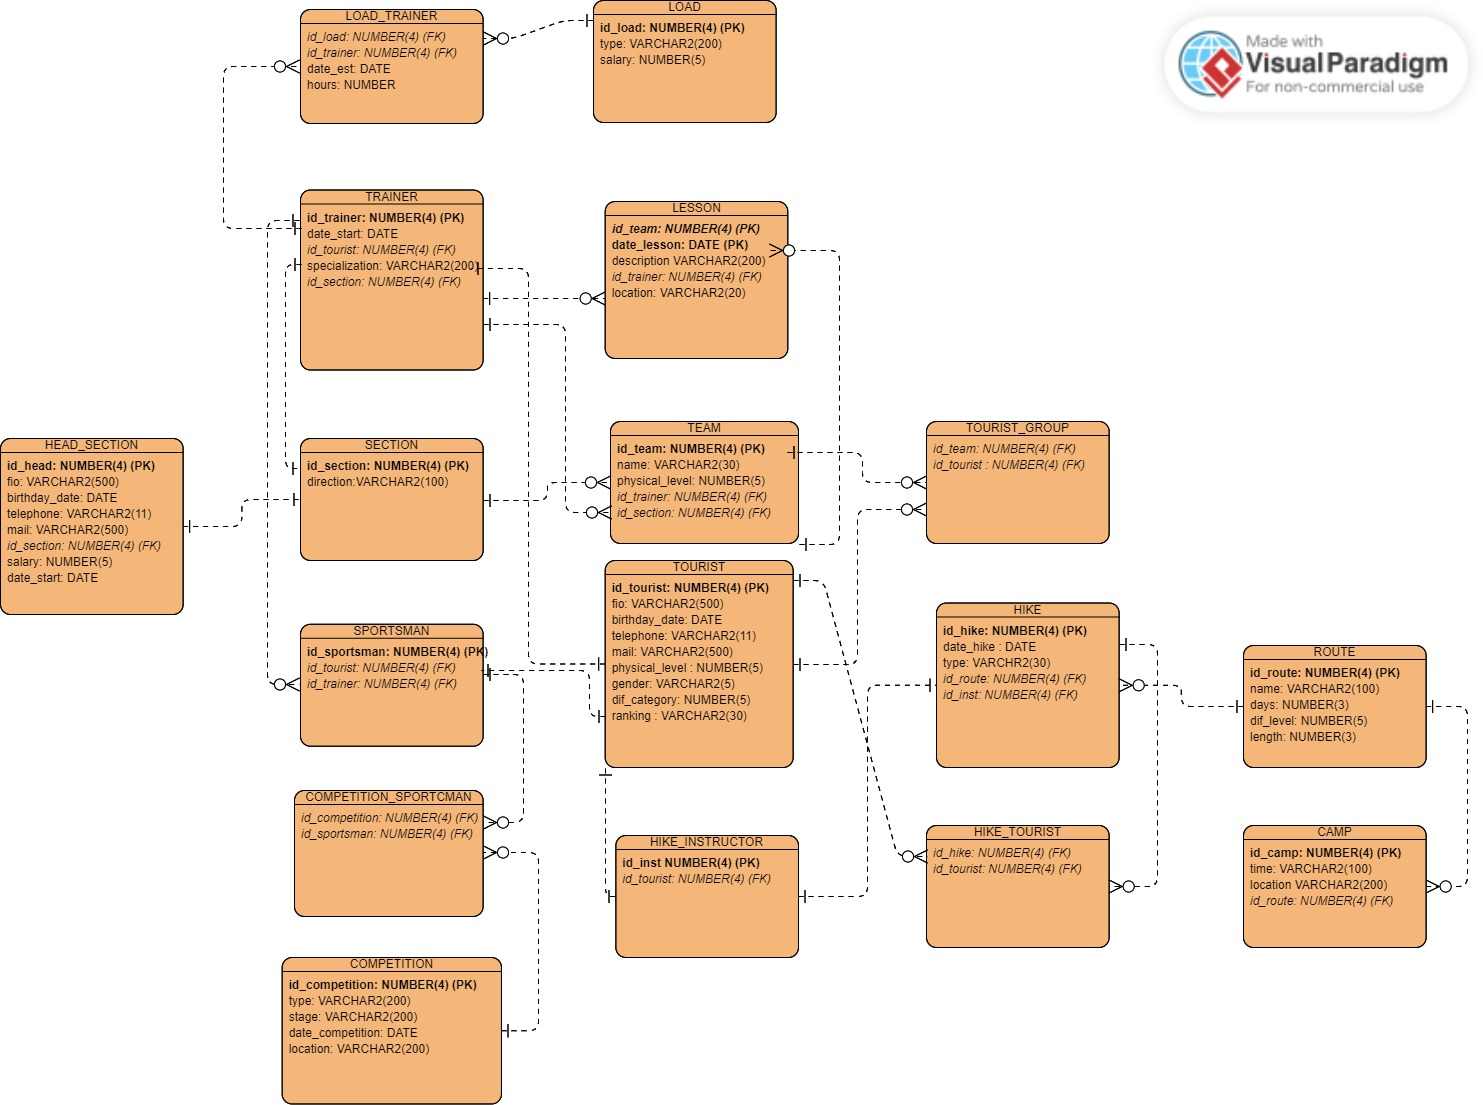 LOAD_TRAINER
id_load: NUMBER(4) (FK)
id_trainer: NUMBER(4) (FK)
date_est: DATE
hours: NUMBER
LOAD
id_load: NUMBER(4) (PK)
type: VARCHAR2(200)
salary: NUMBER(5)
Made with
VisualParadigm
For non-commercial use
TRAINER
id_trainer: NUMBER(4) (PK)
date_start: DATE
id_tourist: NUMBER(4) (FK)
specialization: VARCHAR2(200)
id_section: NUMBER(4) (FK)
LESSON
id_team: NUMBER(4) (PK)
date_lesson: DATE (PK)
description VARCHAR2(200)
id_trainer: NUMBER(4) (FK)
location: VARCHAR2(20)
HEAD_SECTION
id_head: NUMBER(4) (PK)
fio: VARCHAR2(500)
birthday_date: DATE
telephone: VARCHAR2(11)
mail: VARCHAR2(500)
id_section: NUMBER(4) (FK)
salary: NUMBER(5)
date_start: DATE
SECTION
id_section: NUMBER(4) (PK)
direction:VARCHAR2(100)
TEAM
id_team: NUMBER(4) (PK)
name: VARCHAR2(30)
physical_level: NUMBER(5)
id_trainer: NUMBER(4) (FK)
id_section: NUMBER(4) (FK)
TOURIST_GROUP
id_team: NUMBER(4) (FK)
id_tourist : NUMBER(4) (FK)
SPORTSMAN
id_sportsman: NUMBER(4) (PK)
id_tourist: NUMBER(4) (FK)
id_trainer: NUMBER(4) (FK)
TOURIST
id_tourist: NUMBER(4) (PK)
fio: VARCHAR2(500)
birthday_date: DATE
telephone: VARCHAR2(11)
mail: VARCHAR2(500)
physical_level : NUMBER(5)
gender: VARCHAR2(5)
dif_category: NUMBER(5)
ranking : VARCHAR2(30)
HIKE
id_hike: NUMBER(4) (PK)
date_hike : DATE
type: VARCHR2(30)
id_route: NUMBER(4) (FK)
id_inst: NUMBER(4) (FK)
ROUTE
id_route: NUMBER(4) (PK)
name: VARCHAR2(100)
days: NUMBER(3)
dif_level: NUMBER(5)
length: NUMBER(3)
COMPETITION_SPORTCMAN
id_competition: NUMBER(4) (FK)
id_sportsman: NUMBER(4) (FK)
HIKE_INSTRUCTOR
id_inst NUMBER(4) (PK)
id_tourist: NUMBER(4) (FK)
HIKE_TOURIST
id_hike: NUMBER(4) (FK)
id_tourist: NUMBER(4) (FK)
CAMP
id_camp: NUMBER(4) (PK)
time: VARCHAR2(100)
location VARCHAR2(200)
id_route: NUMBER(4) (FK)
COMPETITION
id_competition: NUMBER(4) (PK)
type: VARCHAR2(200)
stage: VARCHAR2(200)
date_competition: DATE
location: VARCHAR2(200)